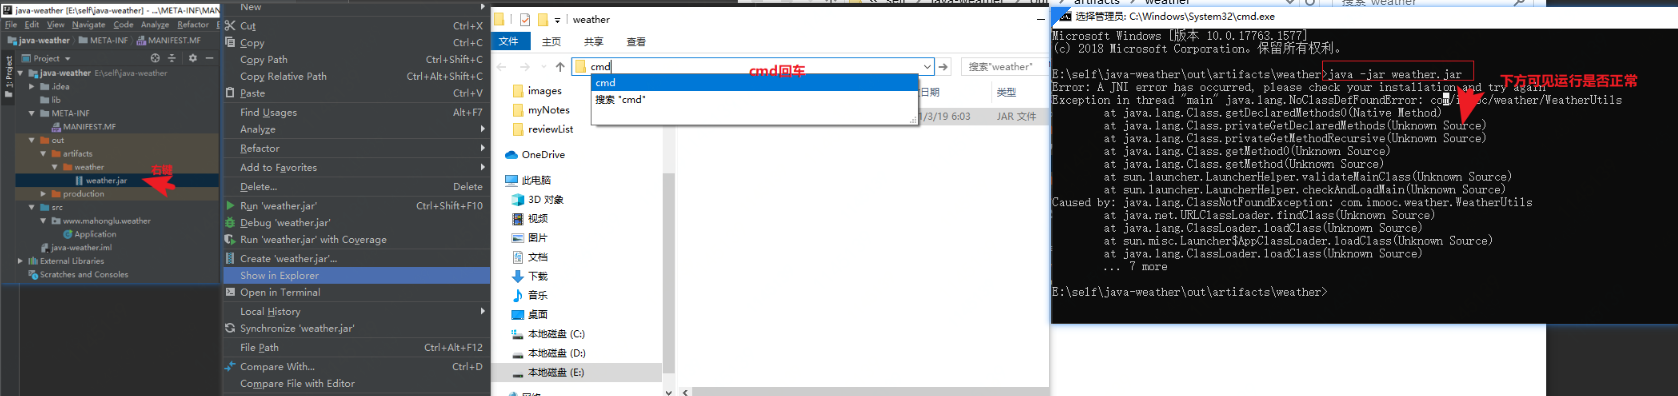 java-weather [E:\self\java-weather] - ...\META-INF\MAN
File Edit View Navigate Code Analyze Refactor
java-weather META-INF MANIFEST.MF
1: Project
Project
java-weather E:\self\java-weather
.idea
lib
META-INF
MANIFEST.MF
out
artifacts
weather
weather.jar
右键
production
src
www.mahonglu.weather
Application
java-weather.iml
External Libraries
Scratches and Consoles
New
Cut Ctrl+X
Copy Ctrl+C
Copy Path Ctrl+Shift+C
Copy Relative Path Ctrl+Alt+Shift+C
Paste Ctrl+V
Find Usages Alt+F7
Analyze
Refactor
Add to Favorites
Delete... Delete
Run 'weather.jar' Ctrl+Shift+F10
Debug 'weather.jar'
Run 'weather.jar' with Coverage
Create 'weather.jar'...
Show in Explorer
Open in Terminal
Local History
Synchronize 'weather.jar'
File Path Ctrl+Alt+F12
Compare With... Ctrl+D
Compare File with Editor
weather
文件 主页 共享 查看
cmd
cmd回车
搜索"weather"
cmd
搜索 "cmd"
日期 类型
1/3/19 6:03 JAR 文件
images
myNotes
reviewList
OneDrive
此电脑
3D 对象
视频
图片
文档
下载
音乐
桌面
本地磁盘 (C:)
本地磁盘 (D:)
本地磁盘 (E:)
选择管理员: C:\Windows\System32\cmd.exe
Microsoft Windows [版本 10.0.17763.1577]
(c) 2018 Microsoft Corporation。保留所有权利。
E:\self\java-weather\out\artifacts\weather>java -jar weather.jar
下方可见运行是否正常
Error: A JNI error has occurred, please check your installation and try again
Exception in thread "main" java.lang.NoClassDefFoundError: com/imooc/weather/WeatherUtils
at java.lang.Class.getDeclaredMethods0(Native Method)
at java.lang.Class.privateGetDeclaredMethods(Unknown Source)
at java.lang.Class.privateGetMethodRecursive(Unknown Source)
at java.lang.Class.getMethod0(Unknown Source)
at java.lang.Class.getMethod(Unknown Source)
at sun.launcher.LauncherHelper.validateMainClass(Unknown Source)
at sun.launcher.LauncherHelper.checkAndLoadMain(Unknown Source)
Caused by: java.lang.ClassNotFoundException: com.imooc.weather.WeatherUtils
at java.net.URLClassLoader.findClass(Unknown Source)
at java.lang.ClassLoader.loadClass(Unknown Source)
at sun.misc.Launcher$AppClassLoader.loadClass(Unknown Source)
at java.lang.ClassLoader.loadClass(Unknown Source)
... 7 more
E:\self\java-weather\out\artifacts\weather>